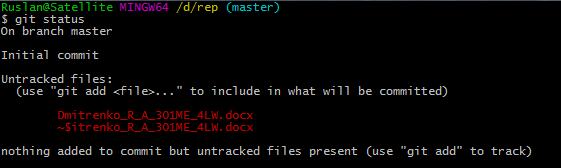 Ruslan@Satellite MINGW64 /d/rep (master)
$ git status
On branch master
Initial commit
Untracked files:
(use "git add <file>..." to include in what will be committed)
Dmitrenko_R_A_301ME_4LW.docx
~$itrenko_R_A_301ME_4LW.docx
nothing added to commit but untracked files present (use "git add" to track)